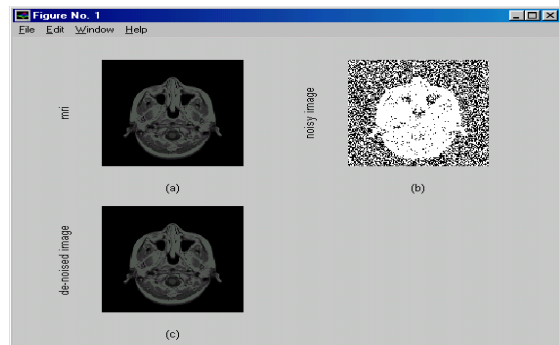 Figure No. 1
File Edit Window Help
mri
(a)
noisy image
(b)
de-noised image
(c)